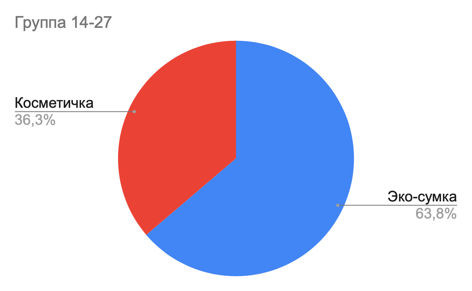 Группа 14-27
Косметичка
36,3%
Эко-сумка
63,8%